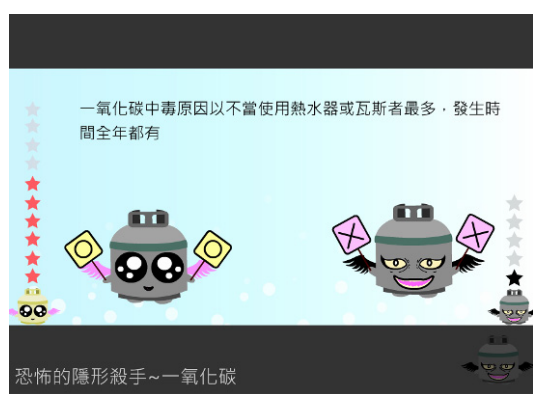 一氧化碳中毒原因以不當使用熱水器或瓦斯者最多，發生時
間全年都有
恐怖的隱形殺手~一氧化碳